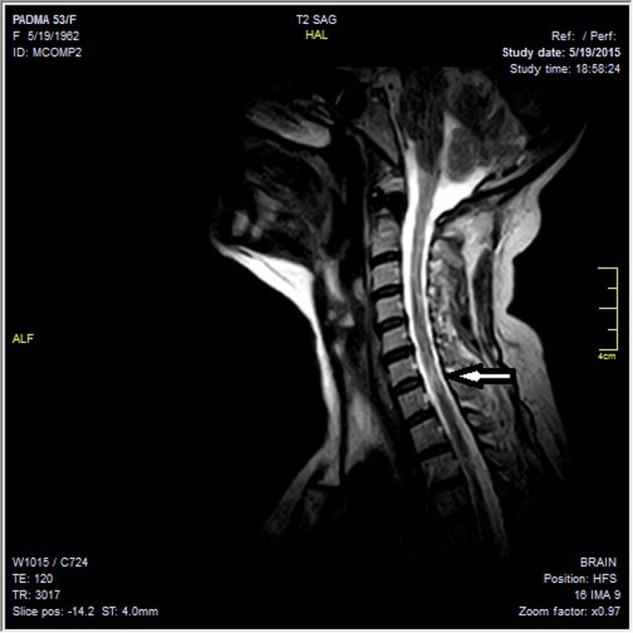 PADMA 53/F
F 5/19/1962
ID: MCOMP2
T2 SAG
HAL
Ref: / Perf:
Study date: 5/19/2015
Study time: 18:58:24
ALF
4cm
W1015 / C724
TE: 120
TR: 3017
Slice pos: -14.2 ST: 4.0mm
BRAIN
Position: HFS
16 IMA 9
Zoom factor: x0.97